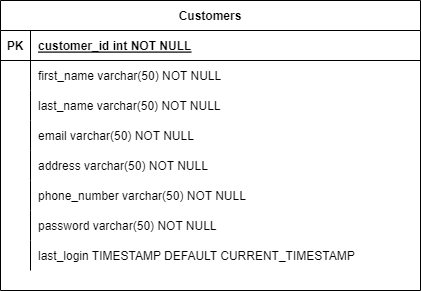 Customers
PK customer_id int NOT NULL
first_name varchar(50) NOT NULL
last_name varchar(50) NOT NULL
email varchar(50) NOT NULL
address varchar(50) NOT NULL
phone_number varchar(50) NOT NULL
password varchar(50) NOT NULL
last_login TIMESTAMP DEFAULT CURRENT_TIMESTAMP